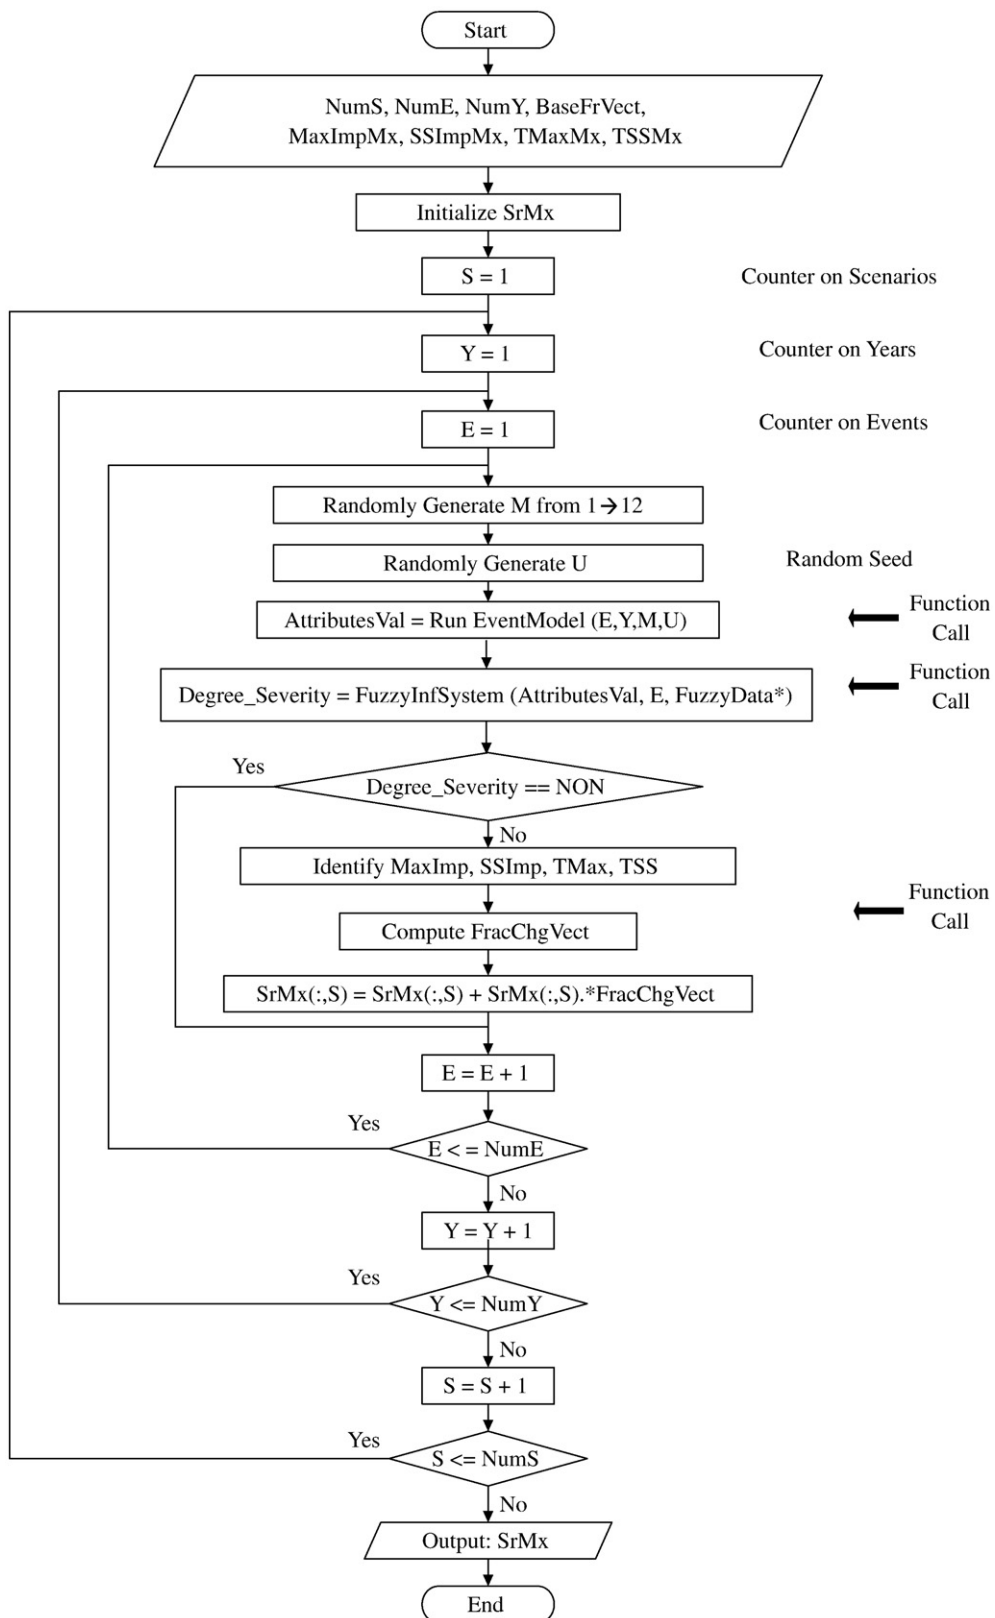 Start
NumS, NumE, NumY, BaseFrVect,
MaxImpMx, SSImpMx, TMaxMx, TSSMx
Initialize SrMx
S = 1
Counter on Scenarios
Y = 1
Counter on Years
E = 1
Counter on Events
Randomly Generate M from 1→12
Randomly Generate U
Random Seed
AttributesVal = Run EventModel (E,Y,M,U)
Function
Call
Degree_Severity = FuzzyInfSystem (AttributesVal, E, FuzzyData*)
Function
Call
Yes
Degree_Severity == NON
No
Identify MaxImp, SSImp, TMax, TSS
Function
Call
Compute FracChgVect
SrMx(:,S) = SrMx(:,S) + SrMx(:,S).*FracChgVect
E = E + 1
Yes
E < = NumE
No
Y = Y + 1
Yes
Y <= NumY
No
S = S + 1
Yes
S <= NumS
No
Output: SrMx
End